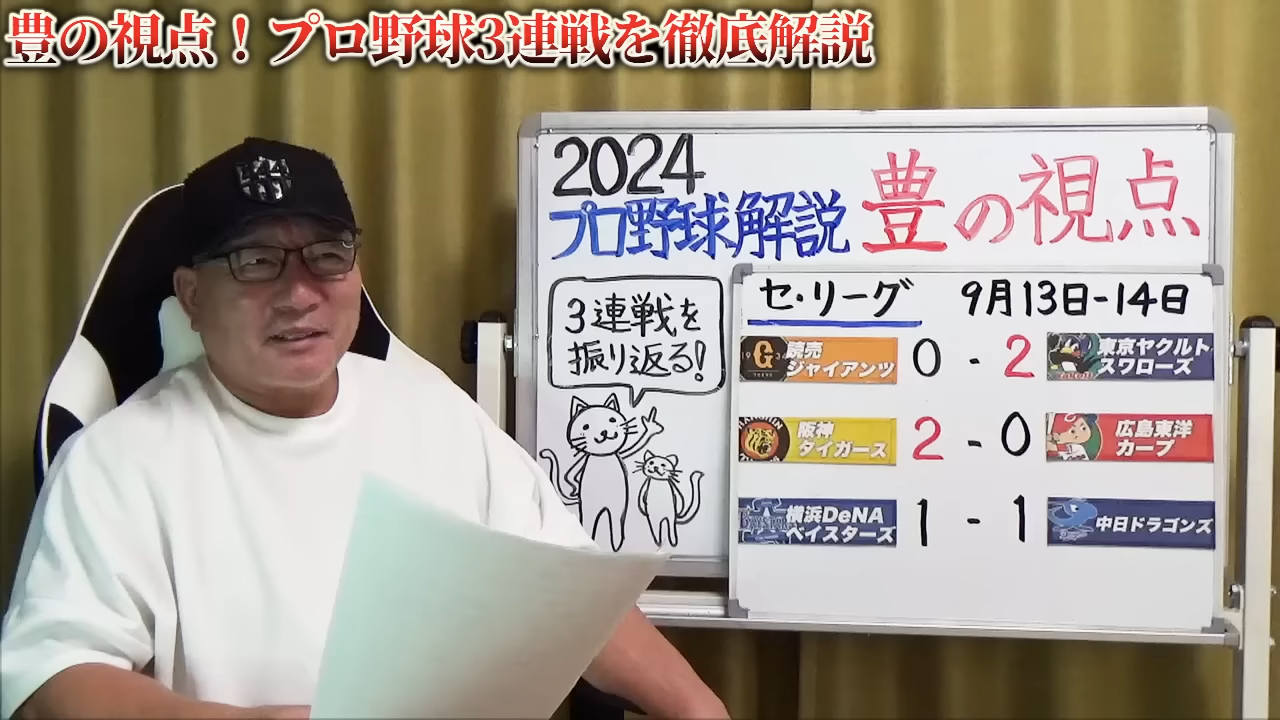 豊の視点！プロ野球3連戦を徹底解説
2024
プロ野球解説 豊の視点
3連戦を
振り返る!
セ・リーグ 9月13日-14日
読売
ジャイアンツ
0 - 2
東京ヤクルト
スワローズ
阪神
タイガース
2 - 0
広島東洋
カープ
横浜DeNA
ベイスターズ
1 - 1
中日ドラゴンズ